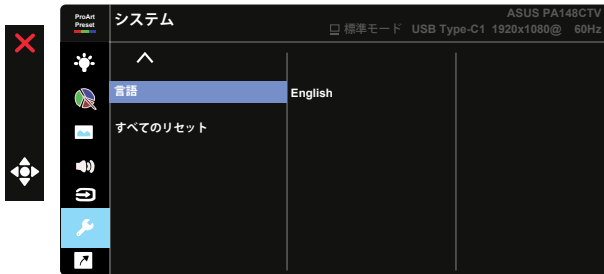 ProArt
Preset
システム
ASUS PA148CTV
標準モード USB Type-C1 1920x1080@ 60Hz
言語
English
すべてのリセット